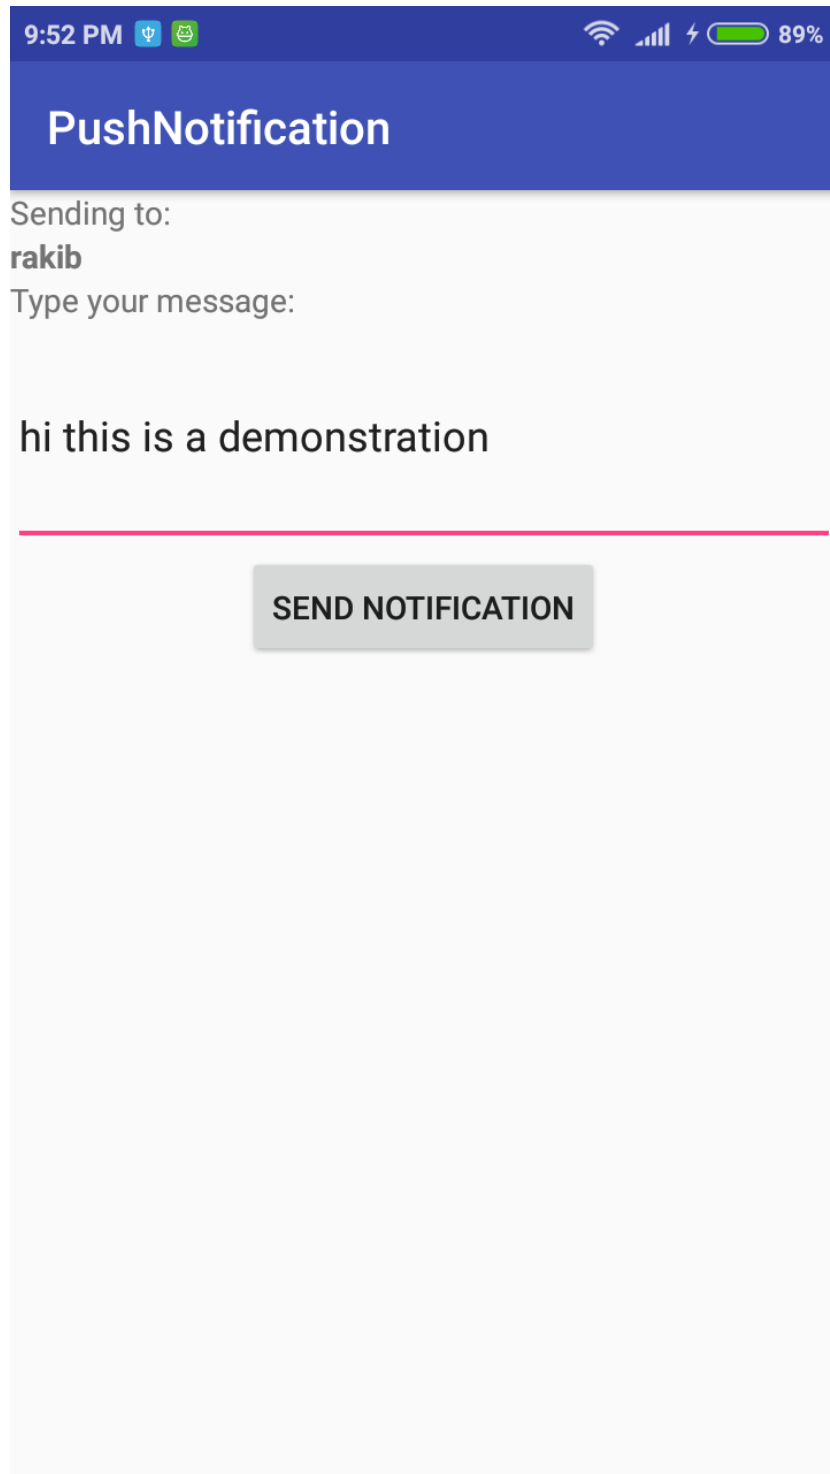 9:52 PM 89%
PushNotification
Sending to:
rakib
Type your message:
hi this is a demonstration
SEND NOTIFICATION